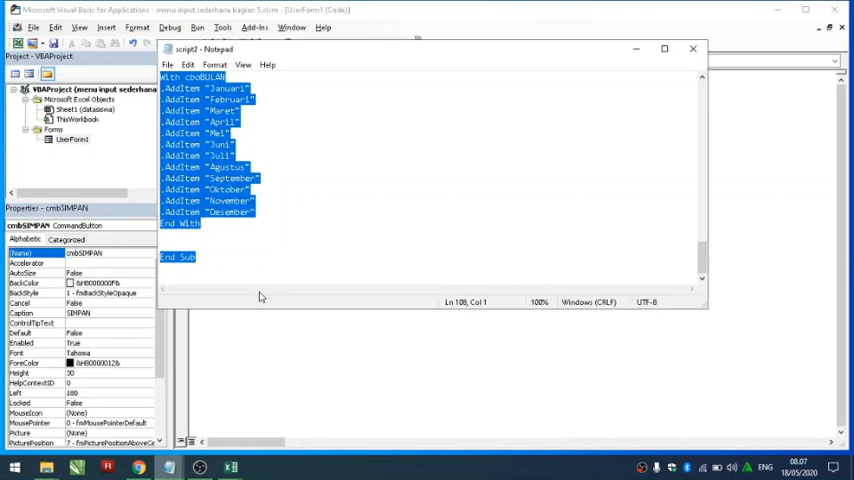 Microsoft Visual Basic for Applications - menu input sederhana bagian 5.xlsm - [UserForm1 (Code)]
File Edit View Insert Format Debug Run Tools Add-Ins Window Help
script2 - Notepad
File Edit Format View Help
Project - VBAProject
VBAProject (menu input sederhana
Microsoft Excel Objects
Sheet1 (datasiswa)
ThisWorkbook
Forms
UserForm1
With cboBULAN
.AddItem "Januari"
.AddItem "Februari"
.AddItem "Maret"
.AddItem "April"
.AddItem "Mei"
.AddItem "Juni"
.AddItem "Juli"
.AddItem "Agustus"
.AddItem "September"
.AddItem "Oktober"
.AddItem "November"
.AddItem "Desember"
End With
End Sub
Ln 108, Col 1 100% Windows (CRLF) UTF-8
Properties - cmbSIMPAN
cmbSIMPAN CommandButton
Alphabetic Categorized
(Name) cmbSIMPAN
Accelerator
AutoSize False
BackColor &H8000000F&
BackStyle 1 - fmBackStyleOpaque
Cancel False
Caption SIMPAN
ControlTipText
Default False
Enabled True
Font Tahoma
ForeColor &H80000012&
Height 30
HelpContextID 0
Left 180
Locked False
MouseIcon (None)
MousePointer 0 - fmMousePointerDefault
Picture (None)
PicturePosition 7 - fmPicturePositionAboveCe
ENG
08.07
18/05/2020